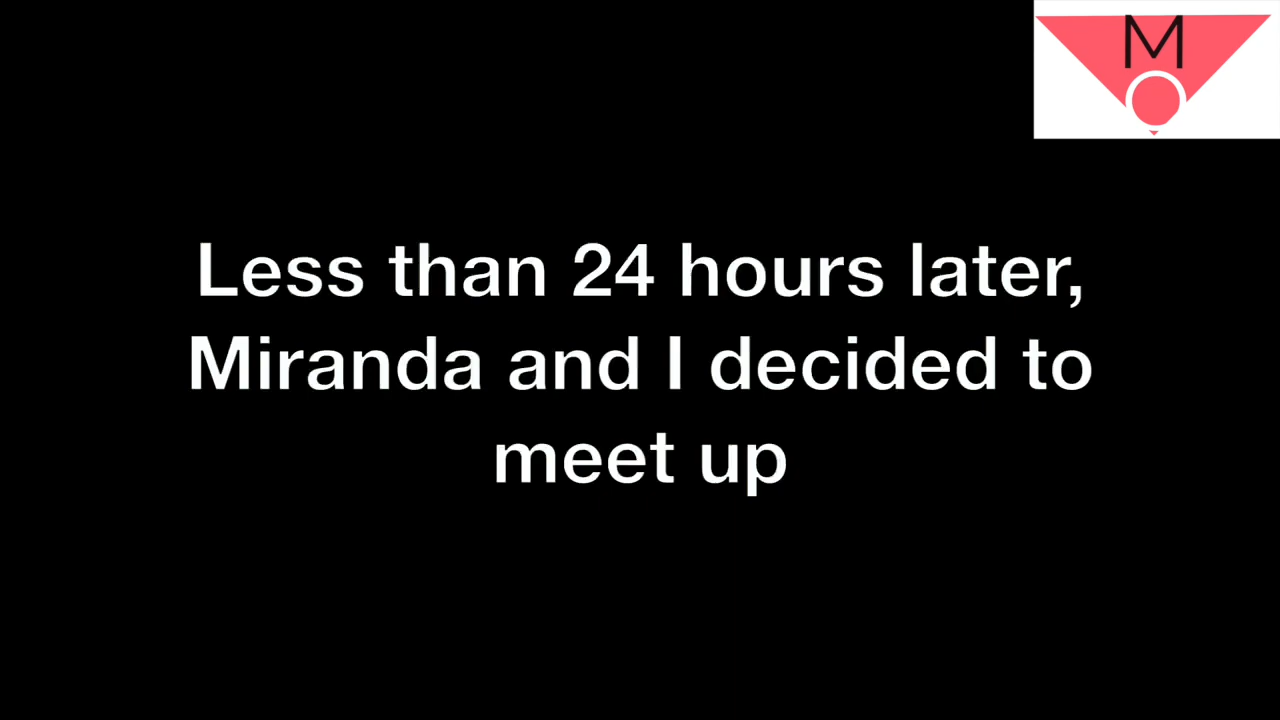 M
Less than 24 hours later,
Miranda and I decided to
meet up